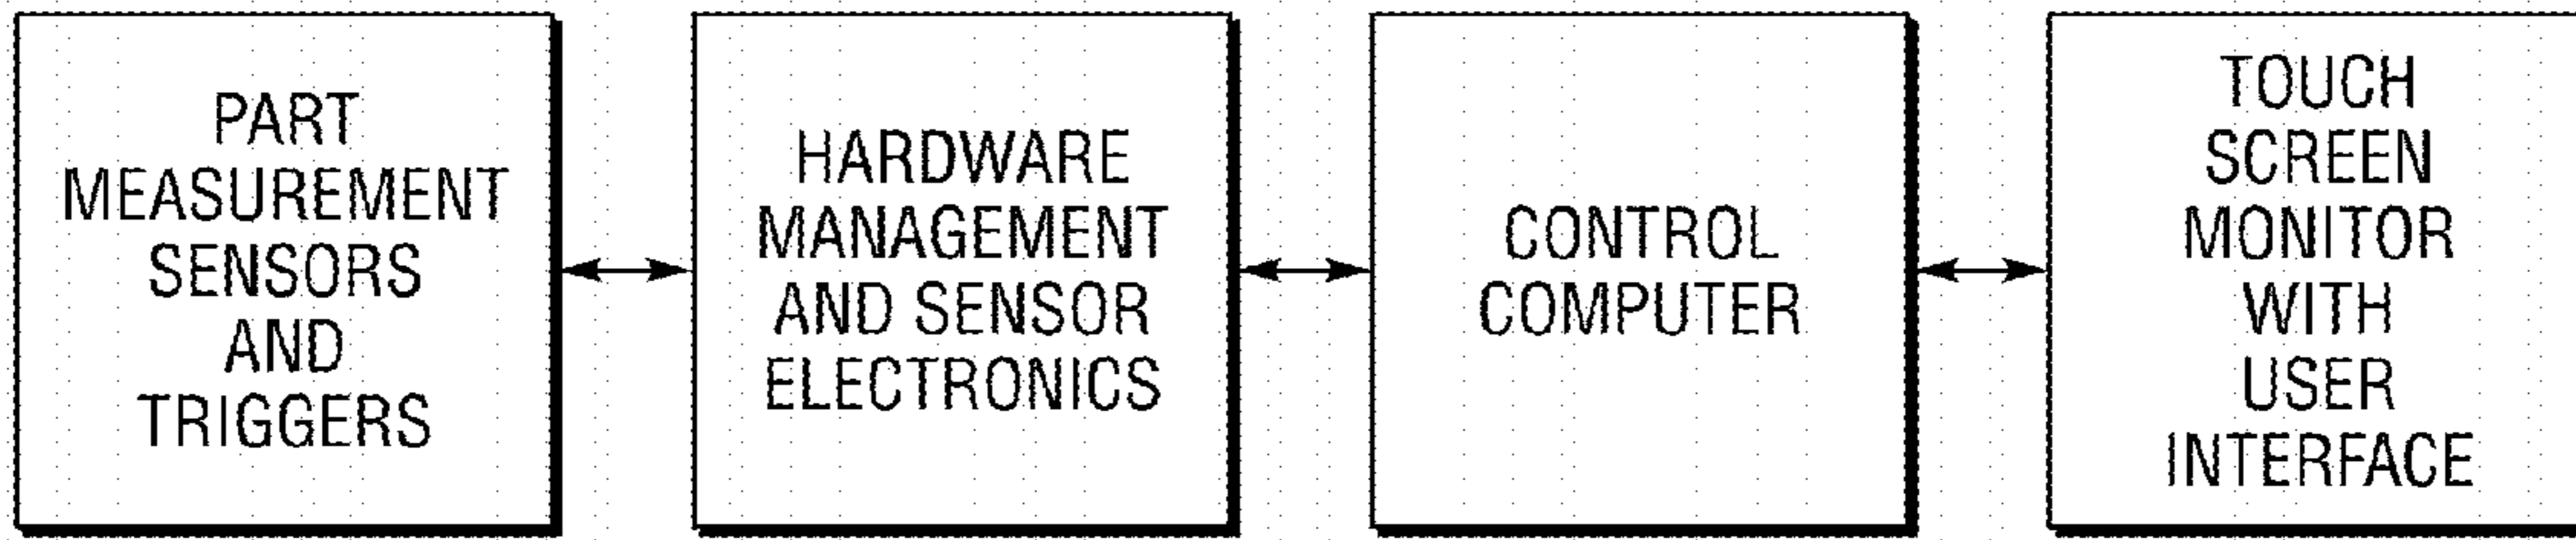 PART
MEASUREMENT
SENSORS
AND
TRIGGERS
HARDWARE
MANAGEMENT
AND SENSOR
ELECTRONICS
CONTROL
COMPUTER
TOUCH
SCREEN
MONITOR
WITH
USER
INTERFACE